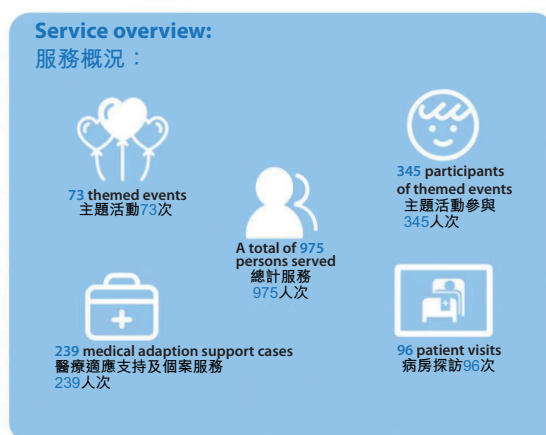 Service overview:
服務概況：
73 themed events
主題活動73次
345 participants
of themed events
主題活動參與
345人次
A total of 975
persons served
總計服務
975人次
239 medical adaption support cases
醫療適應支持及個案服務
239人次
96 patient visits
病房探訪96次